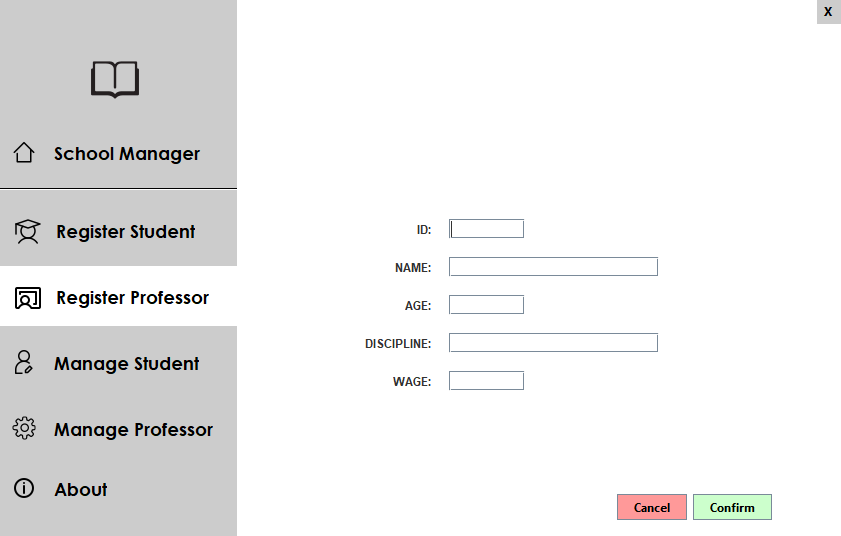 X
School Manager
Register Student
Register Professor
Manage Student
Manage Professor
About
ID:
NAME:
AGE:
DISCIPLINE:
WAGE:
Cancel
Confirm